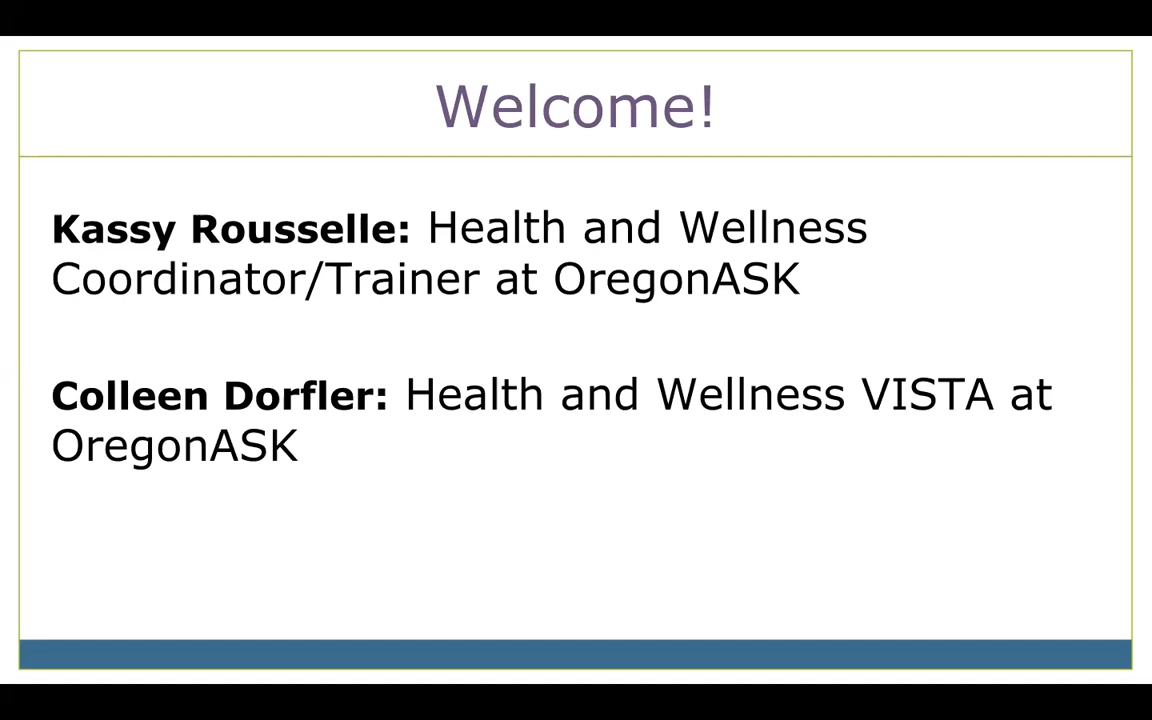 Welcome!
Kassy Rousselle: Health and Wellness
Coordinator/Trainer at OregonASK
Colleen Dorfler: Health and Wellness VISTA at
OregonASK